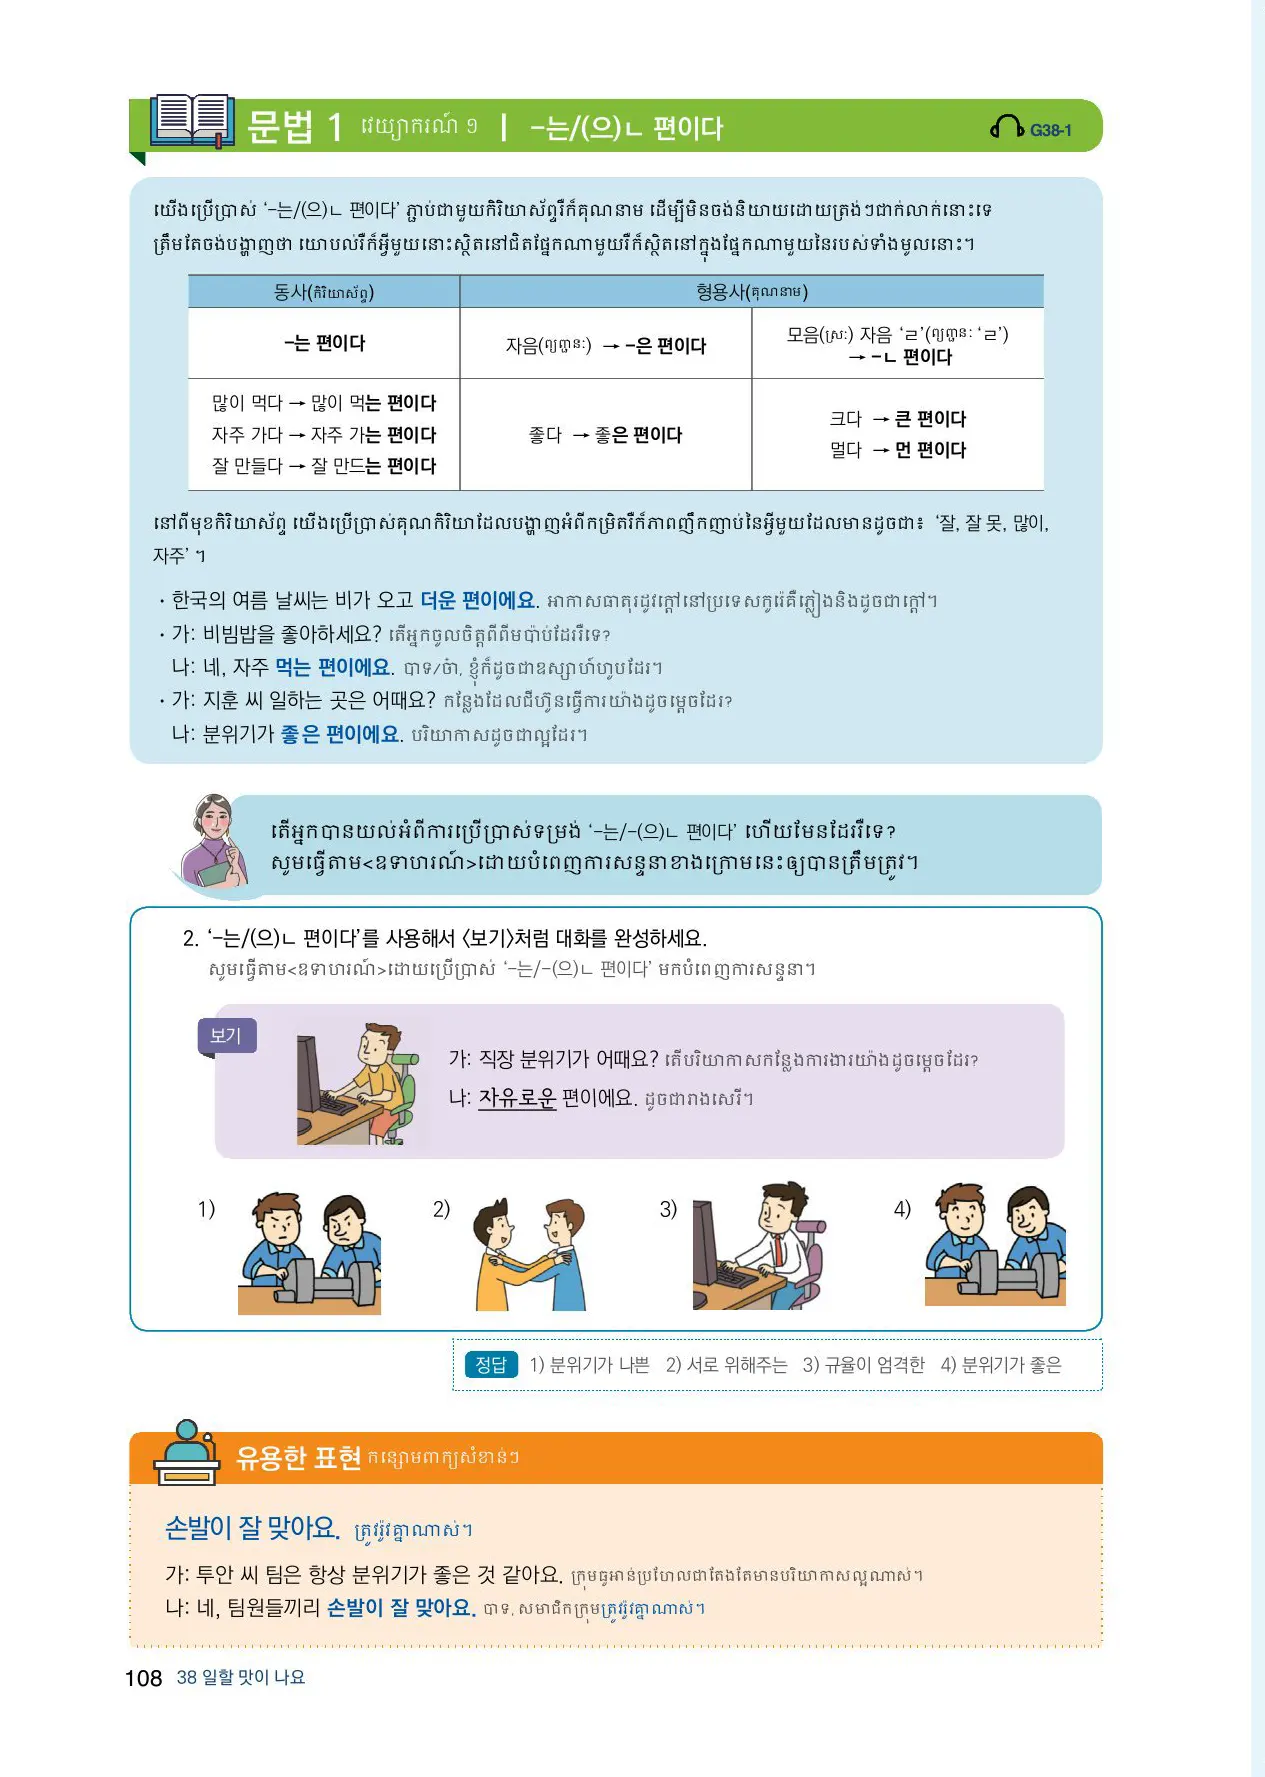 문법 1 វេយ្យាករណ៍ ១ | -는/(으)ㄴ 편이다 G38-1
យើងប្រើប្រាស់ ‘-는/(으)ㄴ 편이다’ ភ្ជាប់ជាមួយកិរិយាស័ព្ទឬគុណនាម ដើម្បីមិនចង់និយាយដោយត្រង់ៗជាក់លាក់នោះទេ
ត្រឹមតែចង់បង្ហាញថា យោបល់ឬក៏អ្វីមួយនោះស្ថិតនៅជិតផ្នែកណាមួយឬក៏ស្ថិតនៅក្នុងផ្នែកណាមួយនៃរបស់ទាំងមូលនោះ។
동사(កិរិយាស័ព្ទ) 형용사(គុណនាម)
-는 편이다 자음(ព្យញ្ជនៈ) → -은 편이다 모음(ស្រៈ) 자음 ‘ㄹ’(ព្យញ្ជនៈ ‘ㄹ’)
→ -ㄴ 편이다
많이 먹다 → 많이 먹는 편이다
자주 가다 → 자주 가는 편이다
잘 만들다 → 잘 만드는 편이다
좋다 → 좋은 편이다
크다 → 큰 편이다
멀다 → 먼 편이다
នៅពីមុខកិរិយាស័ព្ទ យើងប្រើប្រាស់គុណកិរិយាដែលបង្ហាញអំពីកម្រិតឬក៏ភាពញឹកញាប់នៃអ្វីមួយដែលមានដូចជា៖ ‘잘, 잘 못, 많이,
자주’ ។
· 한국의 여름 날씨는 비가 오고 더운 편이에요. អាកាសធាតុរដូវក្តៅនៅប្រទេសកូរ៉េគឺភ្លៀងនិងដូចជាក្តៅ។
· 가: 비빔밥을 좋아하세요? តើអ្នកចូលចិត្តពីពីមប៉ាប់ដែរឬទេ?
나: 네, 자주 먹는 편이에요. បាទ/ចា៎, ខ្ញុំក៏ដូចជាឧស្សាហ៍ហូបដែរ។
· 가: 지훈 씨 일하는 곳은 어때요? កន្លែងដែលជីហ៊ូនធ្វើការយ៉ាងដូចម្តេចដែរ?
나: 분위기가 좋은 편이에요. បរិយាកាសដូចជាល្អដែរ។
តើអ្នកបានយល់អំពីការប្រើប្រាស់ទម្រង់ ‘-는/-(으)ㄴ 편이다’ ហើយមែនដែរឬទេ?
សូមធ្វើតាម<ឧទាហរណ៍>ដោយបំពេញការសន្ទនាខាងក្រោមនេះឲ្យបានត្រឹមត្រូវ។
2. ‘-는/(으)ㄴ 편이다’를 사용해서 〈보기〉처럼 대화를 완성하세요.
សូមធ្វើតាម<ឧទាហរណ៍>ដោយប្រើប្រាស់ ‘-는/-(으)ㄴ 편이다’ មកបំពេញការសន្ទនា។
보기
가: 직장 분위기가 어때요? តើបរិយាកាសកន្លែងការងារយ៉ាងដូចម្តេចដែរ?
나: 자유로운 편이에요. ដូចជារាងសេរី។
1) 2) 3) 4)
정답 1) 분위기가 나쁜 2) 서로 위해주는 3) 규율이 엄격한 4) 분위기가 좋은
유용한 표현 កន្សោមពាក្យសំខាន់ៗ
손발이 잘 맞아요. ត្រូវរ៉ូវគ្នាណាស់។
가: 투안 씨 팀은 항상 분위기가 좋은 것 같아요. ក្រុមធូអាន់ប្រហែលជាតែងតែមានបរិយាកាសល្អណាស់។
나: 네, 팀원들끼리 손발이 잘 맞아요. បាទ, សមាជិកក្រុមត្រូវរ៉ូវគ្នាណាស់។
108 38 일할 맛이 나요